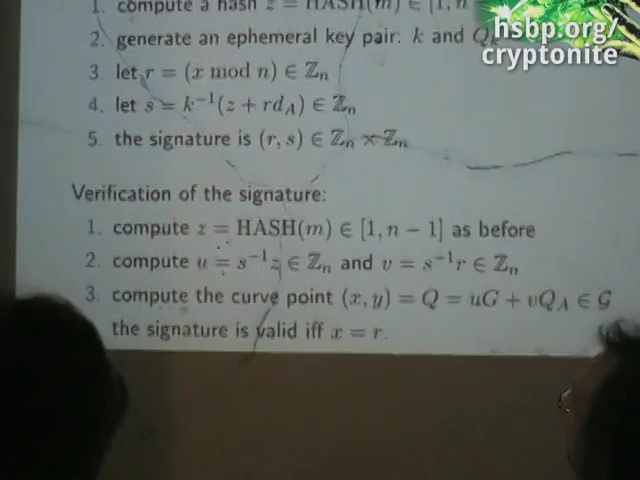 1. compute a hash z = HASH(m) ∈ [1, n
2. generate an ephemeral key pair: k and Q
3. let r = (x mod n) ∈ ℤₙ
4. let s = k⁻¹(z + rd_A) ∈ ℤₙ
5. the signature is (r, s) ∈ ℤₙ × ℤₙ
Verification of the signature:
1. compute z = HASH(m) ∈ [1, n − 1] as before
2. compute u = s⁻¹z ∈ ℤₙ and v = s⁻¹r ∈ ℤₙ
3. compute the curve point (x, y) = Q = uG + vQ_A ∈ 𝒢
the signature is valid iff x = r.
hsbp.org/
cryptonite